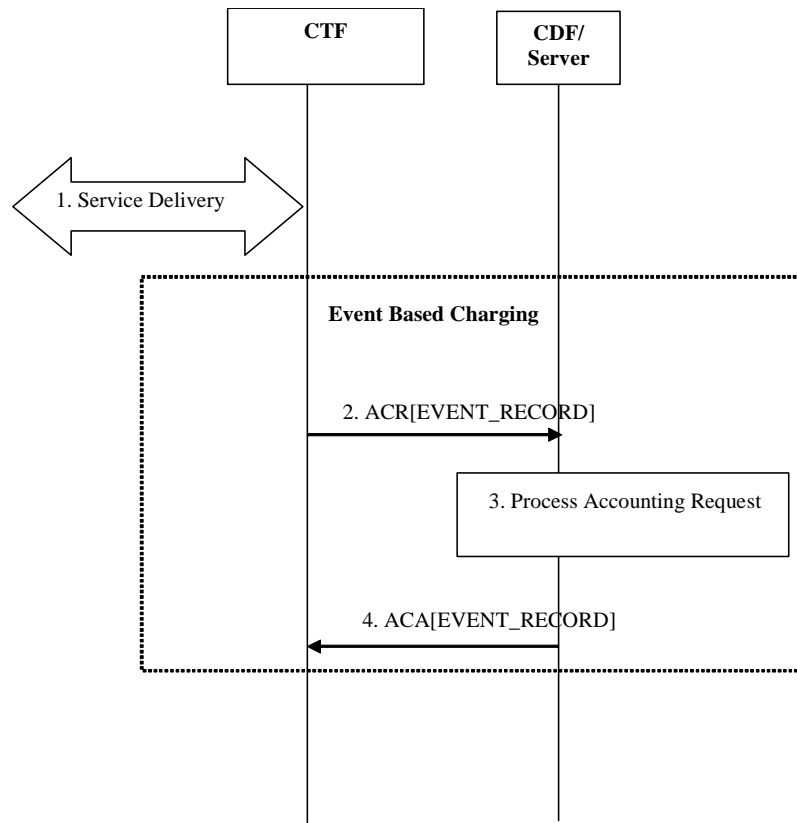 CTF
CDF/
Server
1. Service Delivery
Event Based Charging
2. ACR[EVENT_RECORD]
3. Process Accounting Request
4. ACA[EVENT_RECORD]